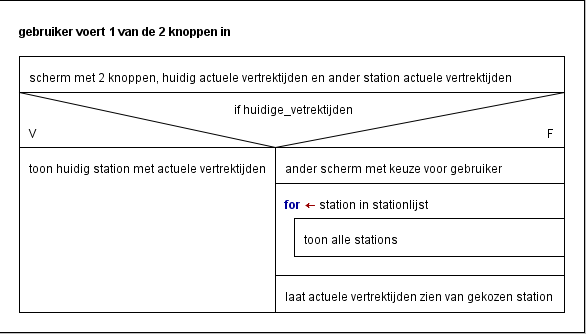 gebruiker voert 1 van de 2 knoppen in
scherm met 2 knoppen, huidig actuele vertrektijden en ander station actuele vertrektijden
if huidige_vetrektijden
V
F
toon huidig station met actuele vertrektijden
ander scherm met keuze voor gebruiker
for ← station in stationlijst
toon alle stations
laat actuele vertrektijden zien van gekozen station